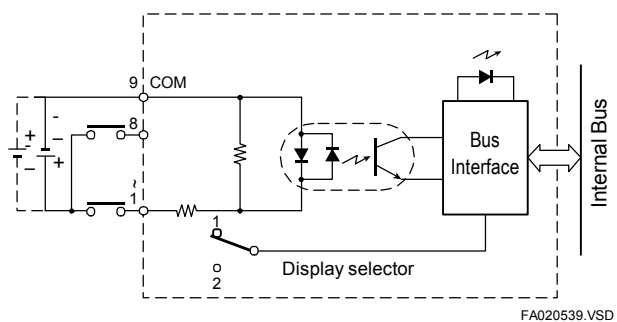 9 COM
8
~
1
+
–
-
–
+
1
2
Display selector
Bus
Interface
Internal Bus
FA020539.VSD